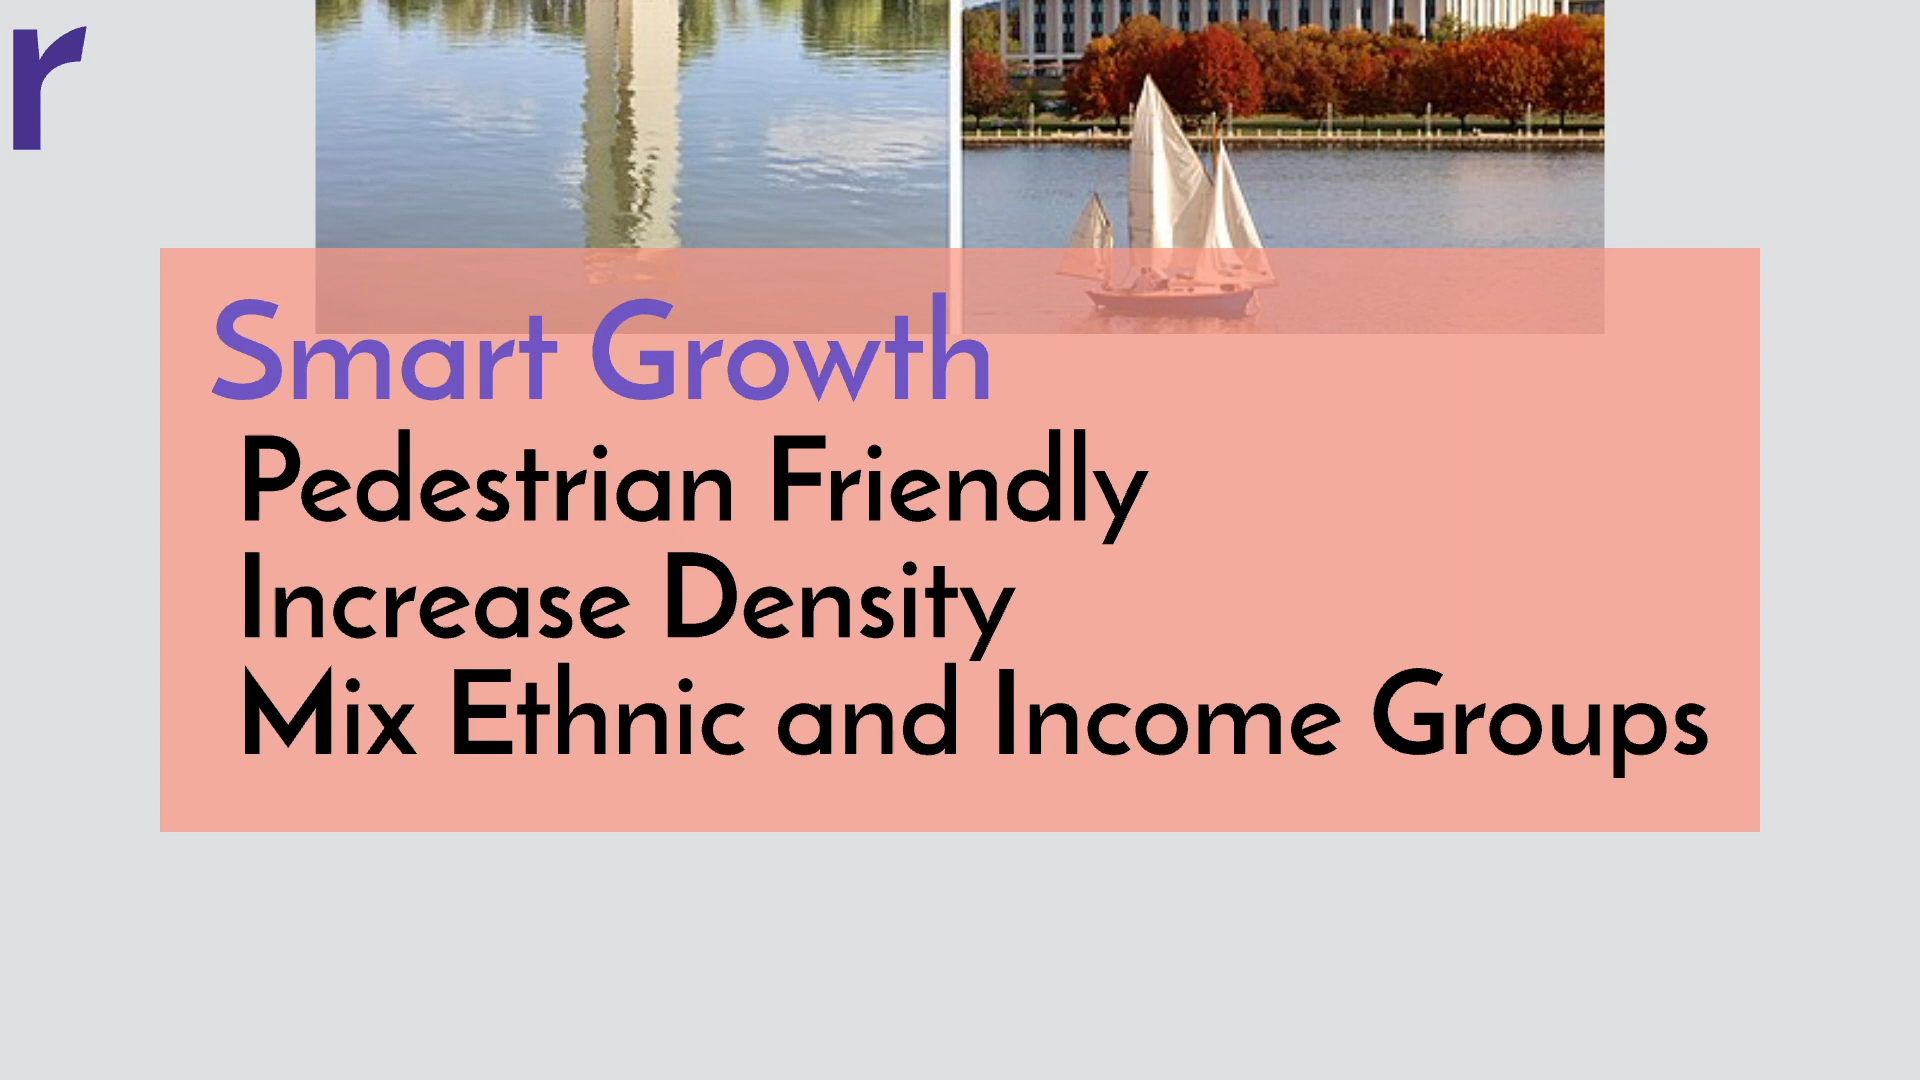 r
Smart Growth
Pedestrian Friendly
Increase Density
Mix Ethnic and Income Groups